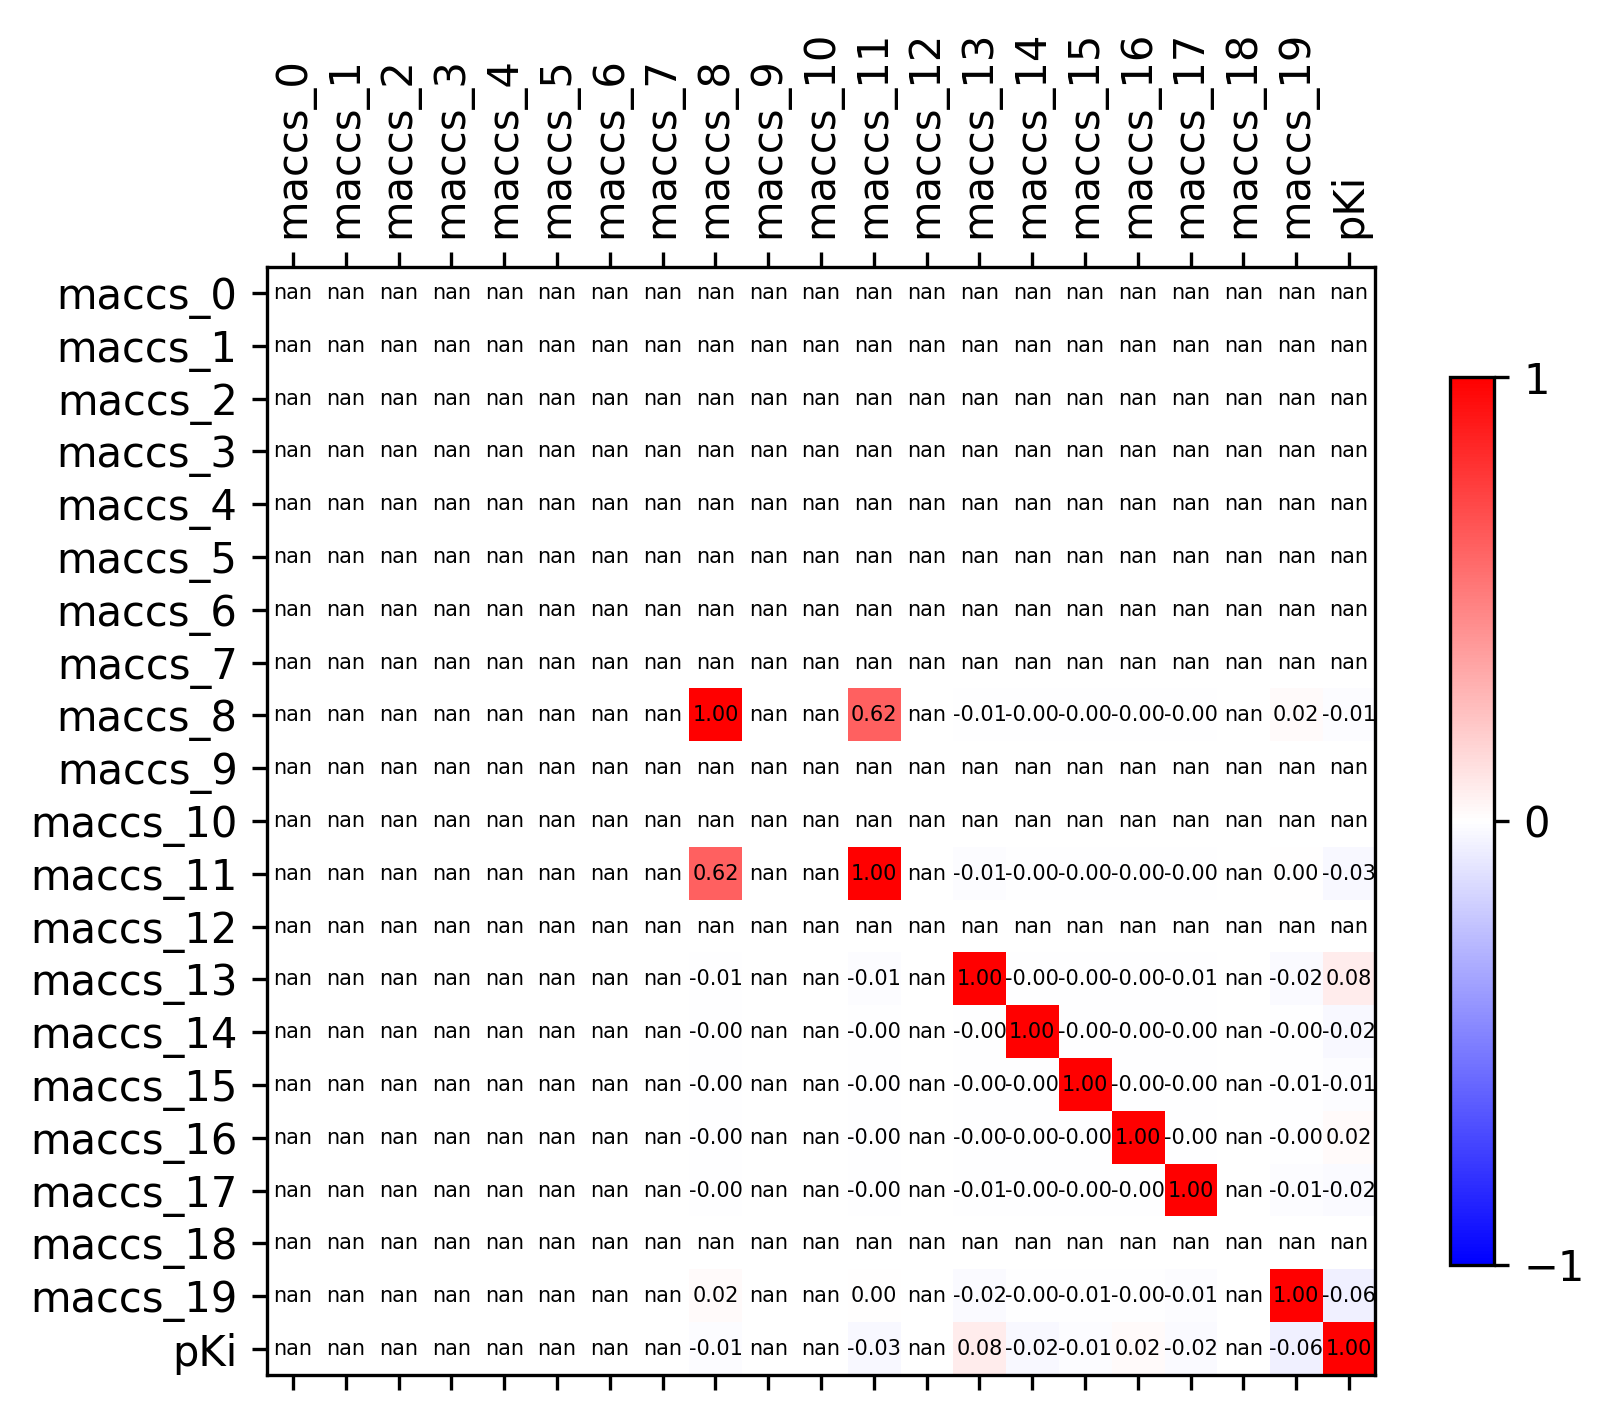 maccs_0 maccs_1 maccs_2 maccs_3 maccs_4 maccs_5 maccs_6 maccs_7 maccs_8 maccs_9 maccs_10 maccs_11 maccs_12 maccs_13 maccs_14 maccs_15 maccs_16 maccs_17 maccs_18 maccs_19 pKi
maccs_0 nan nan nan nan nan nan nan nan nan nan nan nan nan nan nan nan nan nan nan nan nan
maccs_1 nan nan nan nan nan nan nan nan nan nan nan nan nan nan nan nan nan nan nan nan nan
maccs_2 nan nan nan nan nan nan nan nan nan nan nan nan nan nan nan nan nan nan nan nan nan
maccs_3 nan nan nan nan nan nan nan nan nan nan nan nan nan nan nan nan nan nan nan nan nan
maccs_4 nan nan nan nan nan nan nan nan nan nan nan nan nan nan nan nan nan nan nan nan nan
maccs_5 nan nan nan nan nan nan nan nan nan nan nan nan nan nan nan nan nan nan nan nan nan
maccs_6 nan nan nan nan nan nan nan nan nan nan nan nan nan nan nan nan nan nan nan nan nan
maccs_7 nan nan nan nan nan nan nan nan nan nan nan nan nan nan nan nan nan nan nan nan nan
maccs_8 nan nan nan nan nan nan nan nan 1.00 nan nan 0.62 nan -0.01 -0.00 -0.00 -0.00 -0.00 nan 0.02 -0.01
maccs_9 nan nan nan nan nan nan nan nan nan nan nan nan nan nan nan nan nan nan nan nan nan
maccs_10 nan nan nan nan nan nan nan nan nan nan nan nan nan nan nan nan nan nan nan nan nan
maccs_11 nan nan nan nan nan nan nan nan 0.62 nan nan 1.00 nan -0.01 -0.00 -0.00 -0.00 -0.00 nan 0.00 -0.03
maccs_12 nan nan nan nan nan nan nan nan nan nan nan nan nan nan nan nan nan nan nan nan nan
maccs_13 nan nan nan nan nan nan nan nan -0.01 nan nan -0.01 nan 1.00 -0.00 -0.00 -0.00 -0.01 nan -0.02 0.08
maccs_14 nan nan nan nan nan nan nan nan -0.00 nan nan -0.00 nan -0.00 1.00 -0.00 -0.00 -0.00 nan -0.00 -0.02
maccs_15 nan nan nan nan nan nan nan nan -0.00 nan nan -0.00 nan -0.00 -0.00 1.00 -0.00 -0.00 nan -0.01 -0.01
maccs_16 nan nan nan nan nan nan nan nan -0.00 nan nan -0.00 nan -0.00 -0.00 -0.00 1.00 -0.00 nan -0.00 0.02
maccs_17 nan nan nan nan nan nan nan nan -0.00 nan nan -0.00 nan -0.01 -0.00 -0.00 -0.00 1.00 nan -0.01 -0.02
maccs_18 nan nan nan nan nan nan nan nan nan nan nan nan nan nan nan nan nan nan nan nan nan
maccs_19 nan nan nan nan nan nan nan nan 0.02 nan nan 0.00 nan -0.02 -0.00 -0.01 -0.00 -0.01 nan 1.00 -0.06
pKi nan nan nan nan nan nan nan nan -0.01 nan nan -0.03 nan 0.08 -0.02 -0.01 0.02 -0.02 nan -0.06 1.00
1
0
−1